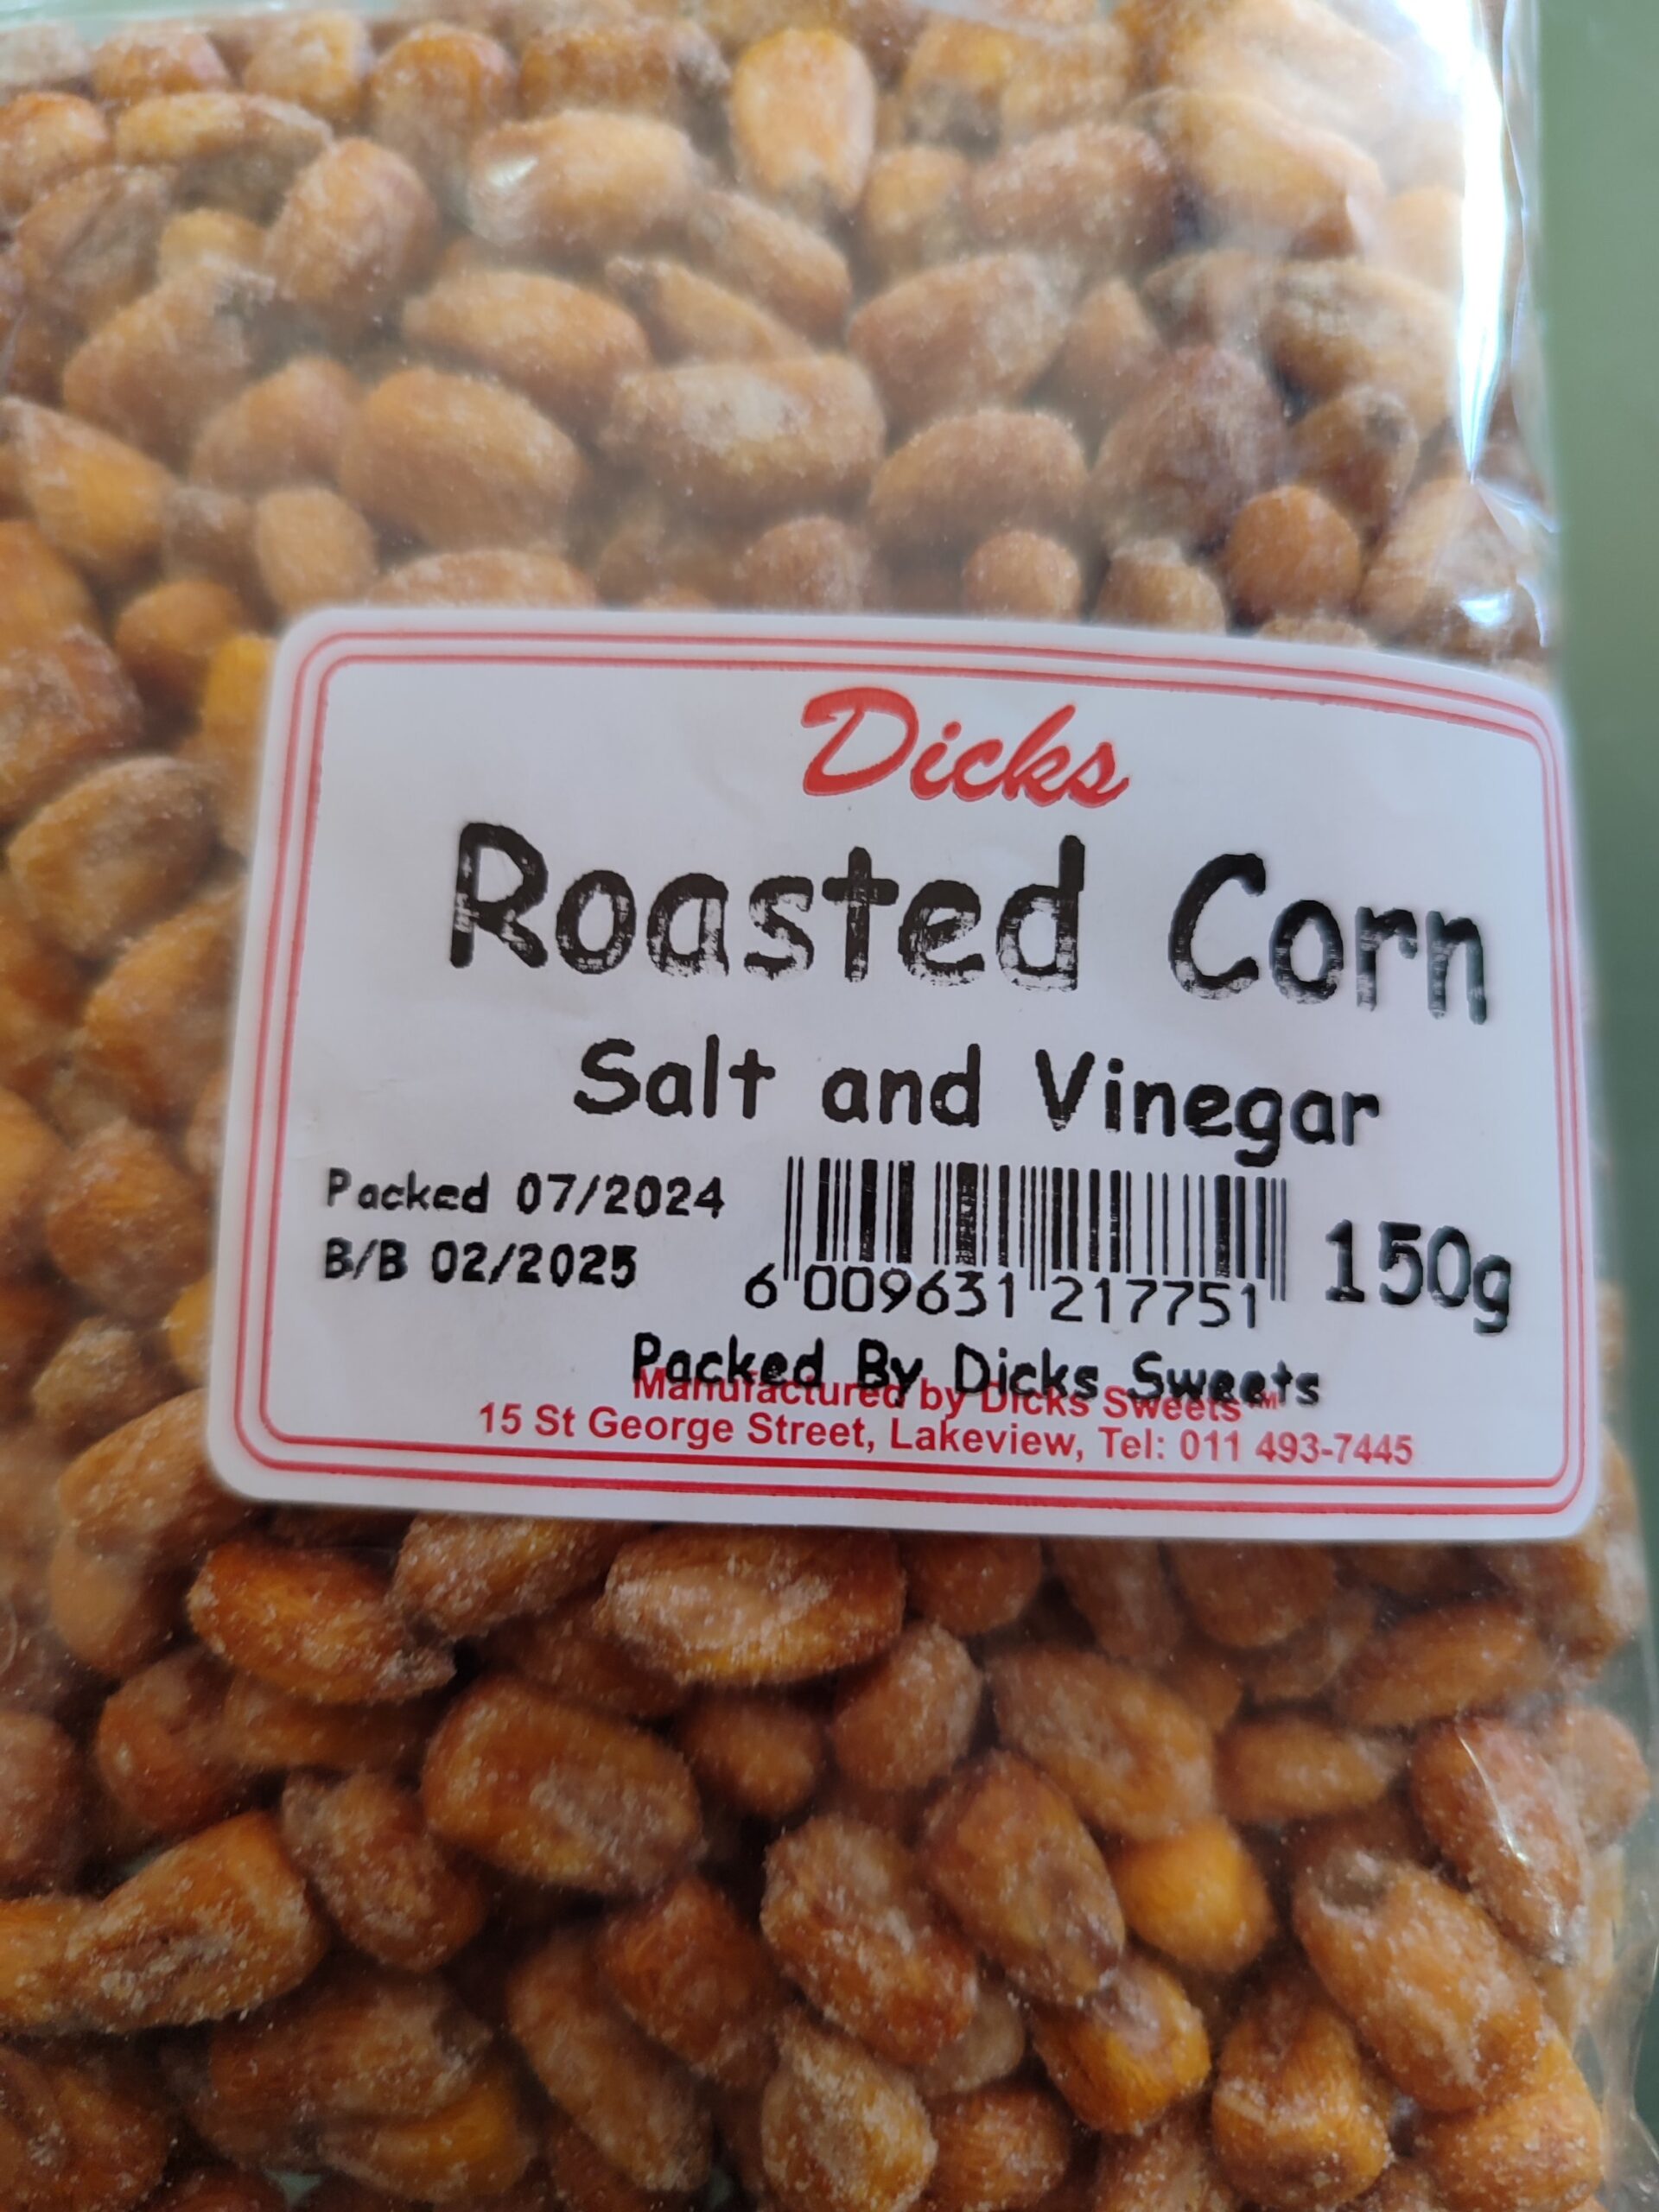 Dicks
Roasted Corn
Salt and Vinegar
Packed 07/2024
B/B 02/2025
6 009631 217751
150g
Packed By Dicks Sweets
Manufactured by Dicks Sweets™
15 St George Street, Lakeview, Tel: 011 493-7445